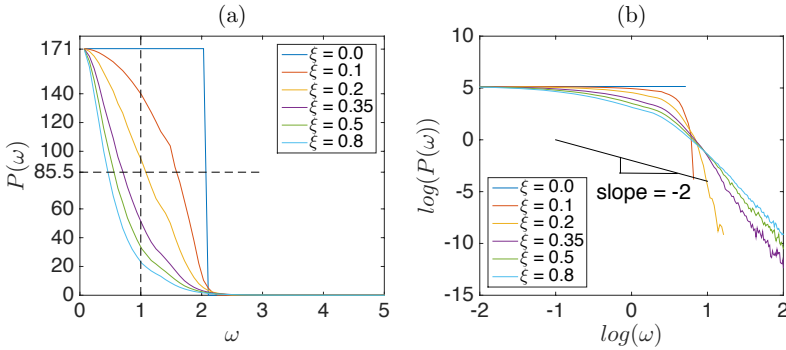 (a)
171
140
120
100
85.5
60
40
20
0
P(ω)
0 1 2 3 4 5
ω
ξ = 0.0
ξ = 0.1
ξ = 0.2
ξ = 0.35
ξ = 0.5
ξ = 0.8
(b)
10
5
0
-5
-10
-15
log(P(ω))
-2 -1 0 1 2
log(ω)
slope = -2
ξ = 0.0
ξ = 0.1
ξ = 0.2
ξ = 0.35
ξ = 0.5
ξ = 0.8